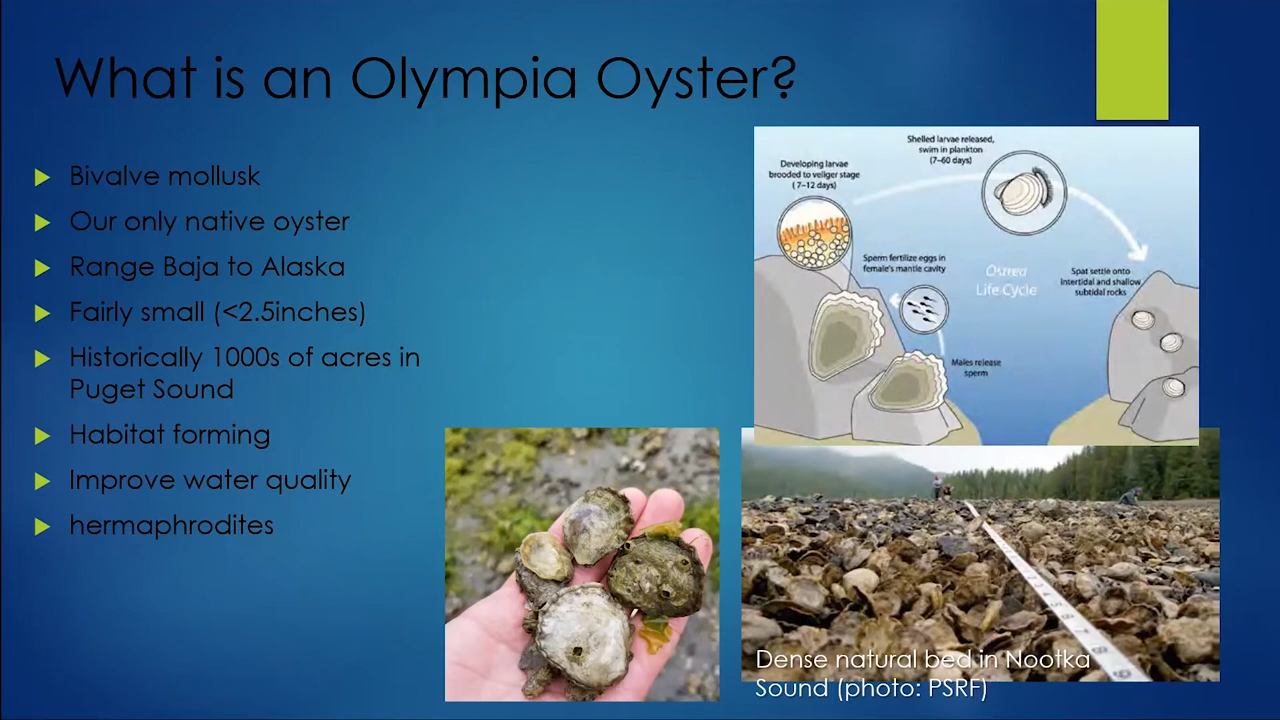 What is an Olympia Oyster?
Bivalve mollusk
Our only native oyster
Range Baja to Alaska
Fairly small (<2.5inches)
Historically 1000s of acres in
Puget Sound
Habitat forming
Improve water quality
hermaphrodites
Shelled larvae released,
swim in plankton
(7–60 days)
Developing larvae
brooded to veliger stage
( 7–12 days)
Sperm fertilize eggs in
female's mantle cavity
Ostrea
Life Cycle
Spat settle onto
intertidal and shallow
subtidal rocks
Males release
sperm
Dense natural bed in Nootka
Sound (photo: PSRF)